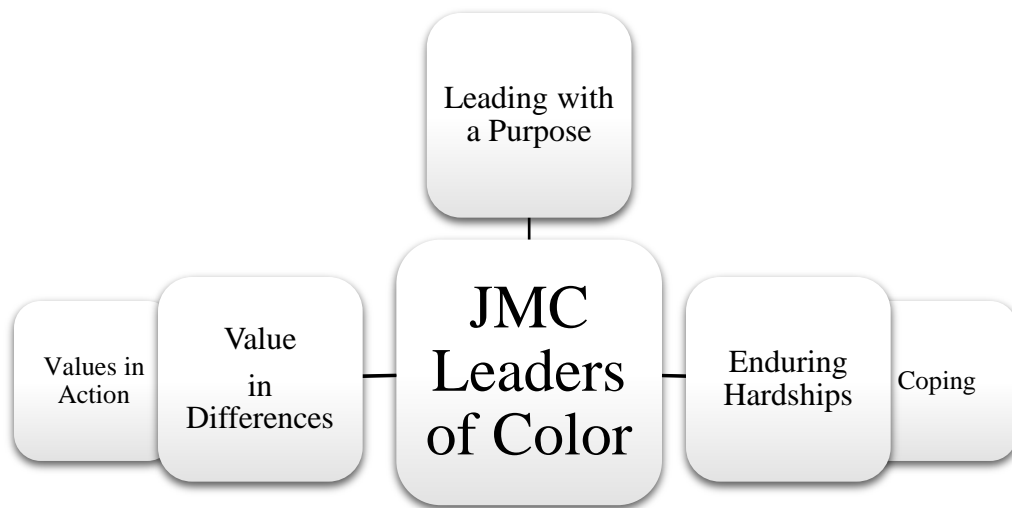 Leading with
a Purpose
JMC
Leaders
of Color
Values in
Action
Value
in
Differences
Enduring
Hardships
Coping